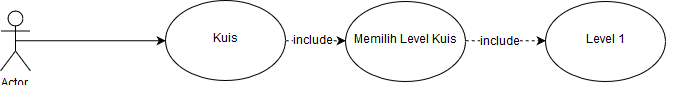 Kuis
include
Memilih Level Kuis
include
Level 1
Actor